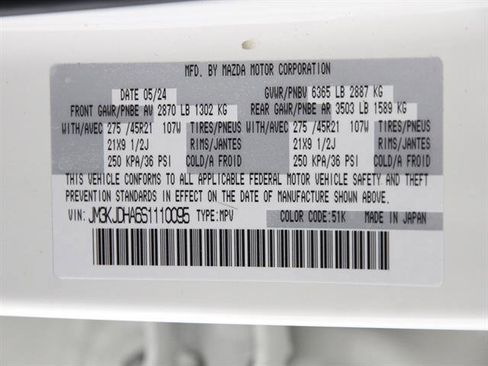 MFD. BY MAZDA MOTOR CORPORATION
DATE 05/24 GVWR/PNBV 6365 LB 2887 KG
FRONT GAWR/PNBE AV 2870 LB 1302 KG REAR GAWR/PNBE AR 3503 LB 1589 KG
WITH/AVEC 275 /45R21 107W TIRES/PNEUS WITH/AVEC 275 /45R21 107W TIRES/PNEUS
21X9 1/2J RIMS/JANTES 21X9 1/2J RIMS/JANTES
250 KPA/36 PSI COLD/A FROID 250 KPA/36 PSI COLD/A FROID
THIS VEHICLE CONFORMS TO ALL APPLICABLE FEDERAL MOTOR VEHICLE SAFETY AND THEFT
PREVENTION STANDARDS IN EFFECT ON THE DATE OF MANUFACTURE SHOWN ABOVE.
VIN: JM3KJDHA6S1110095 TYPE:MPV COLOR CODE:51K MADE IN JAPAN